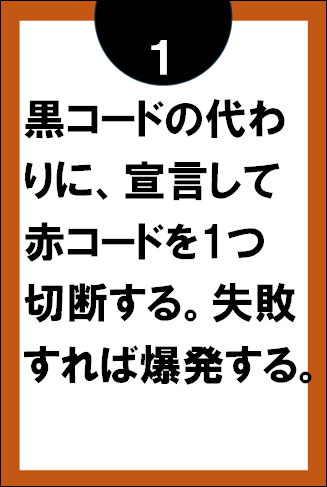 1
黒コードの代わ
りに、宣言して
赤コードを1つ
切断する。失敗
すれば爆発する。